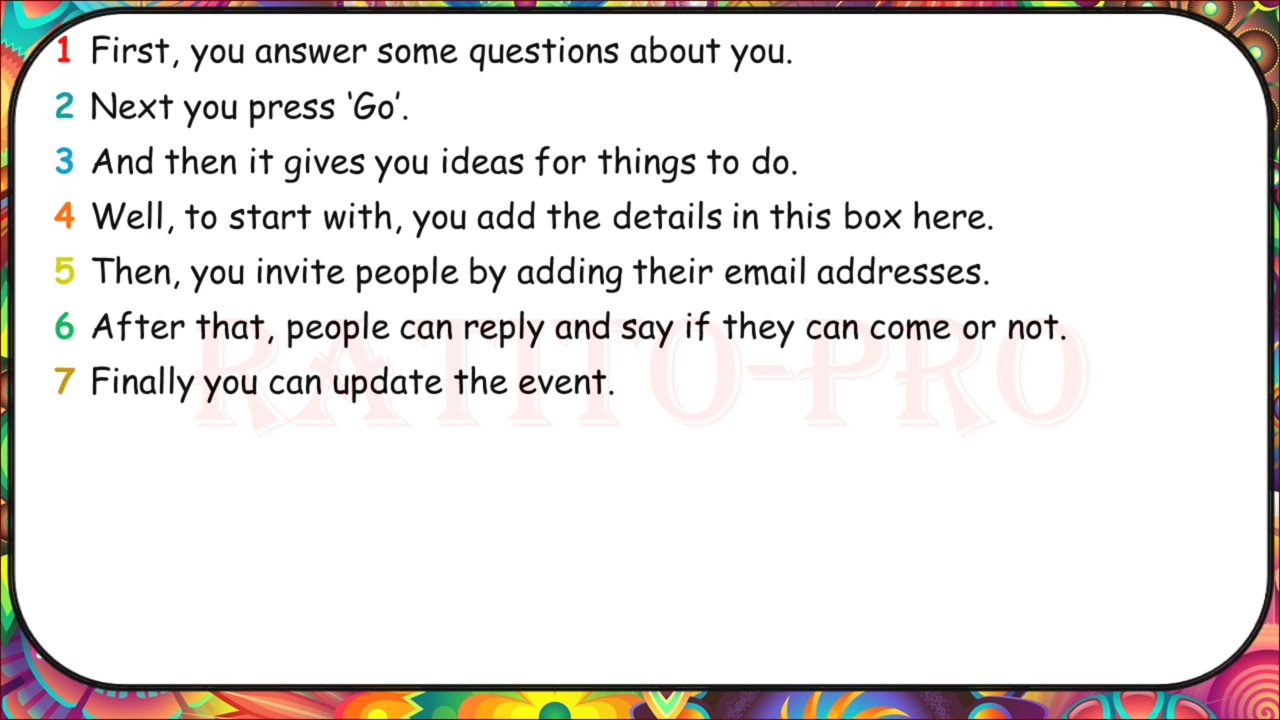 1 First, you answer some questions about you.
2 Next you press ‘Go’.
3 And then it gives you ideas for things to do.
4 Well, to start with, you add the details in this box here.
5 Then, you invite people by adding their email addresses.
6 After that, people can reply and say if they can come or not.
7 Finally you can update the event.
RATITO-PRO